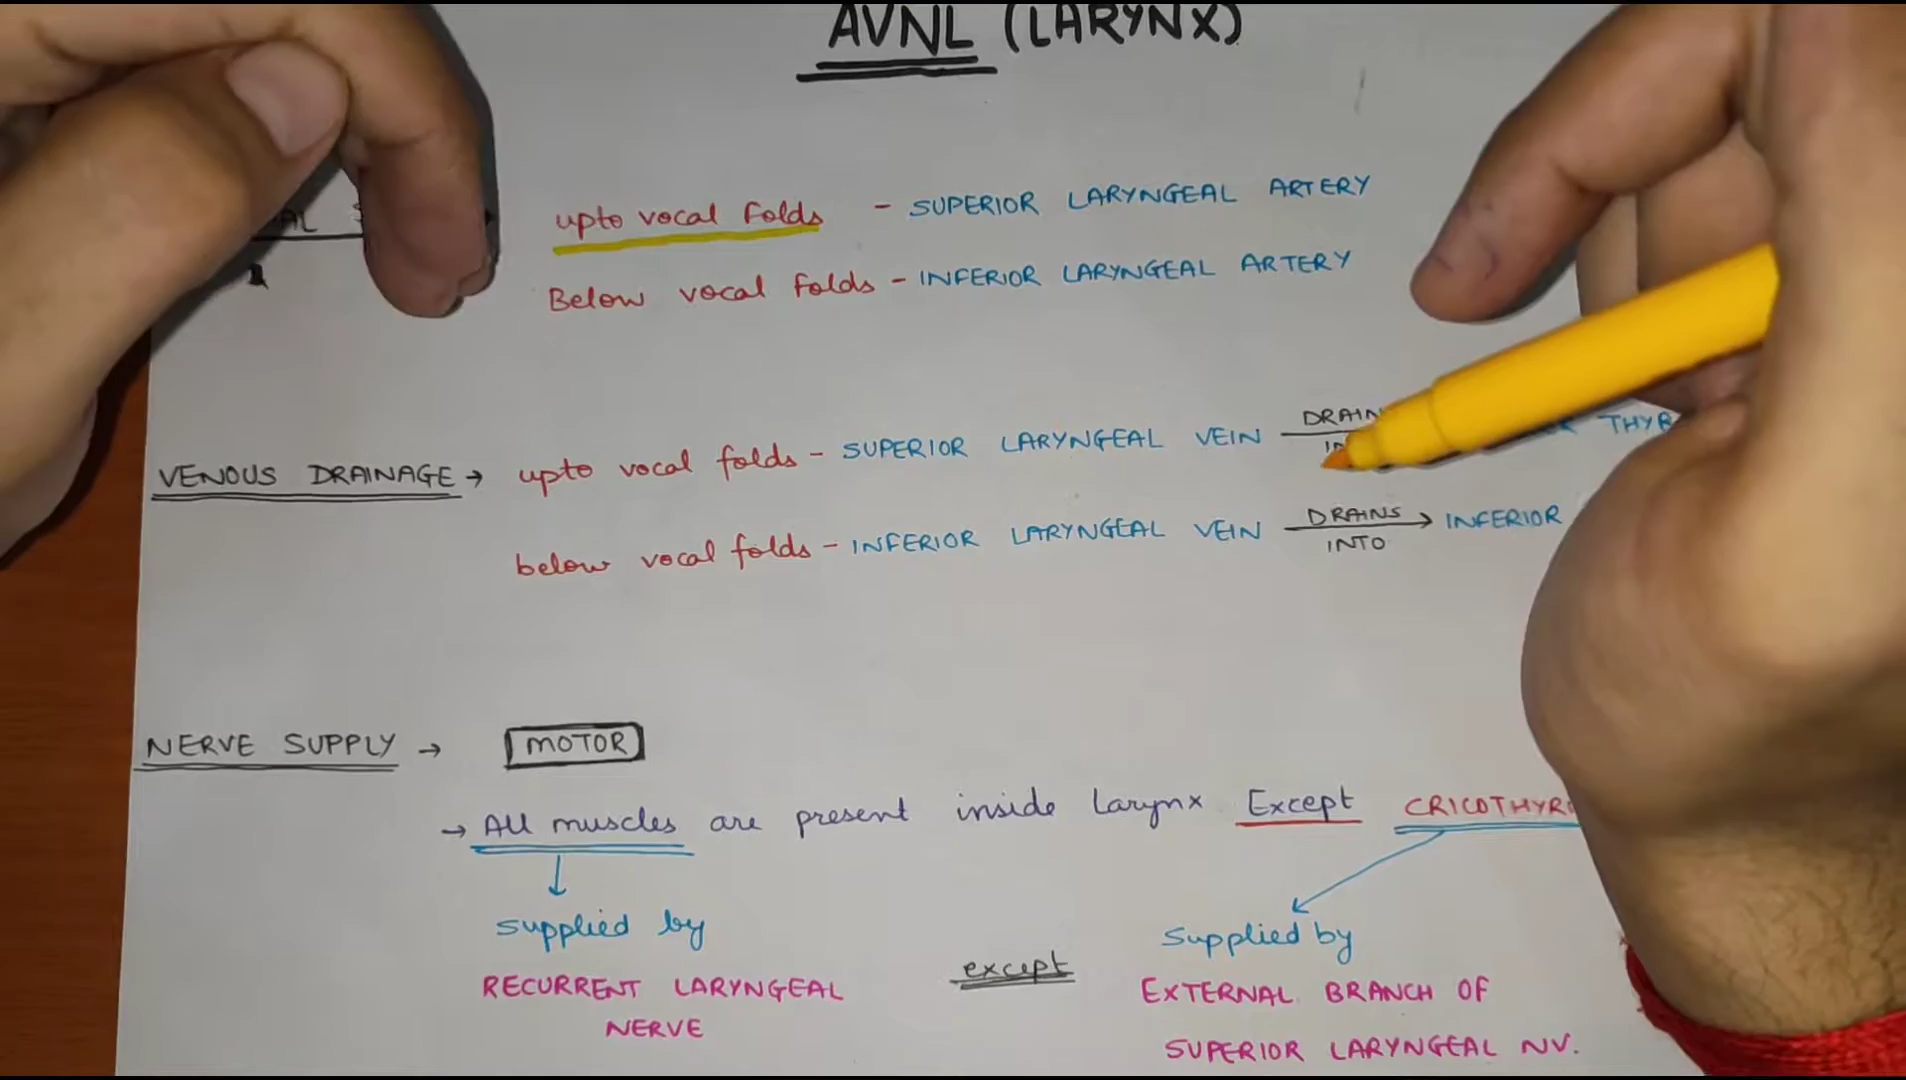 AVNL (LARYNX)
upto vocal Folds - SUPERIOR LARYNGEAL ARTERY
Below vocal folds - INFERIOR LARYNGEAL ARTERY
VENOUS DRAINAGE → upto vocal folds - SUPERIOR LARYNGEAL VEIN
below vocal folds - INFERIOR LARYNGEAL VEIN DRAINS INTO → INFERIOR
NERVE SUPPLY → MOTOR
→ All muscles are present inside Larynx Except
supplied by
RECURRENT LARYNGEAL
NERVE
except
Supplied by
EXTERNAL BRANCH OF
SUPERIOR LARYNGEAL NV.